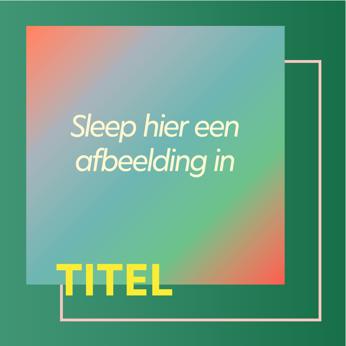 Sleep hier een
afbeelding in
TITEL